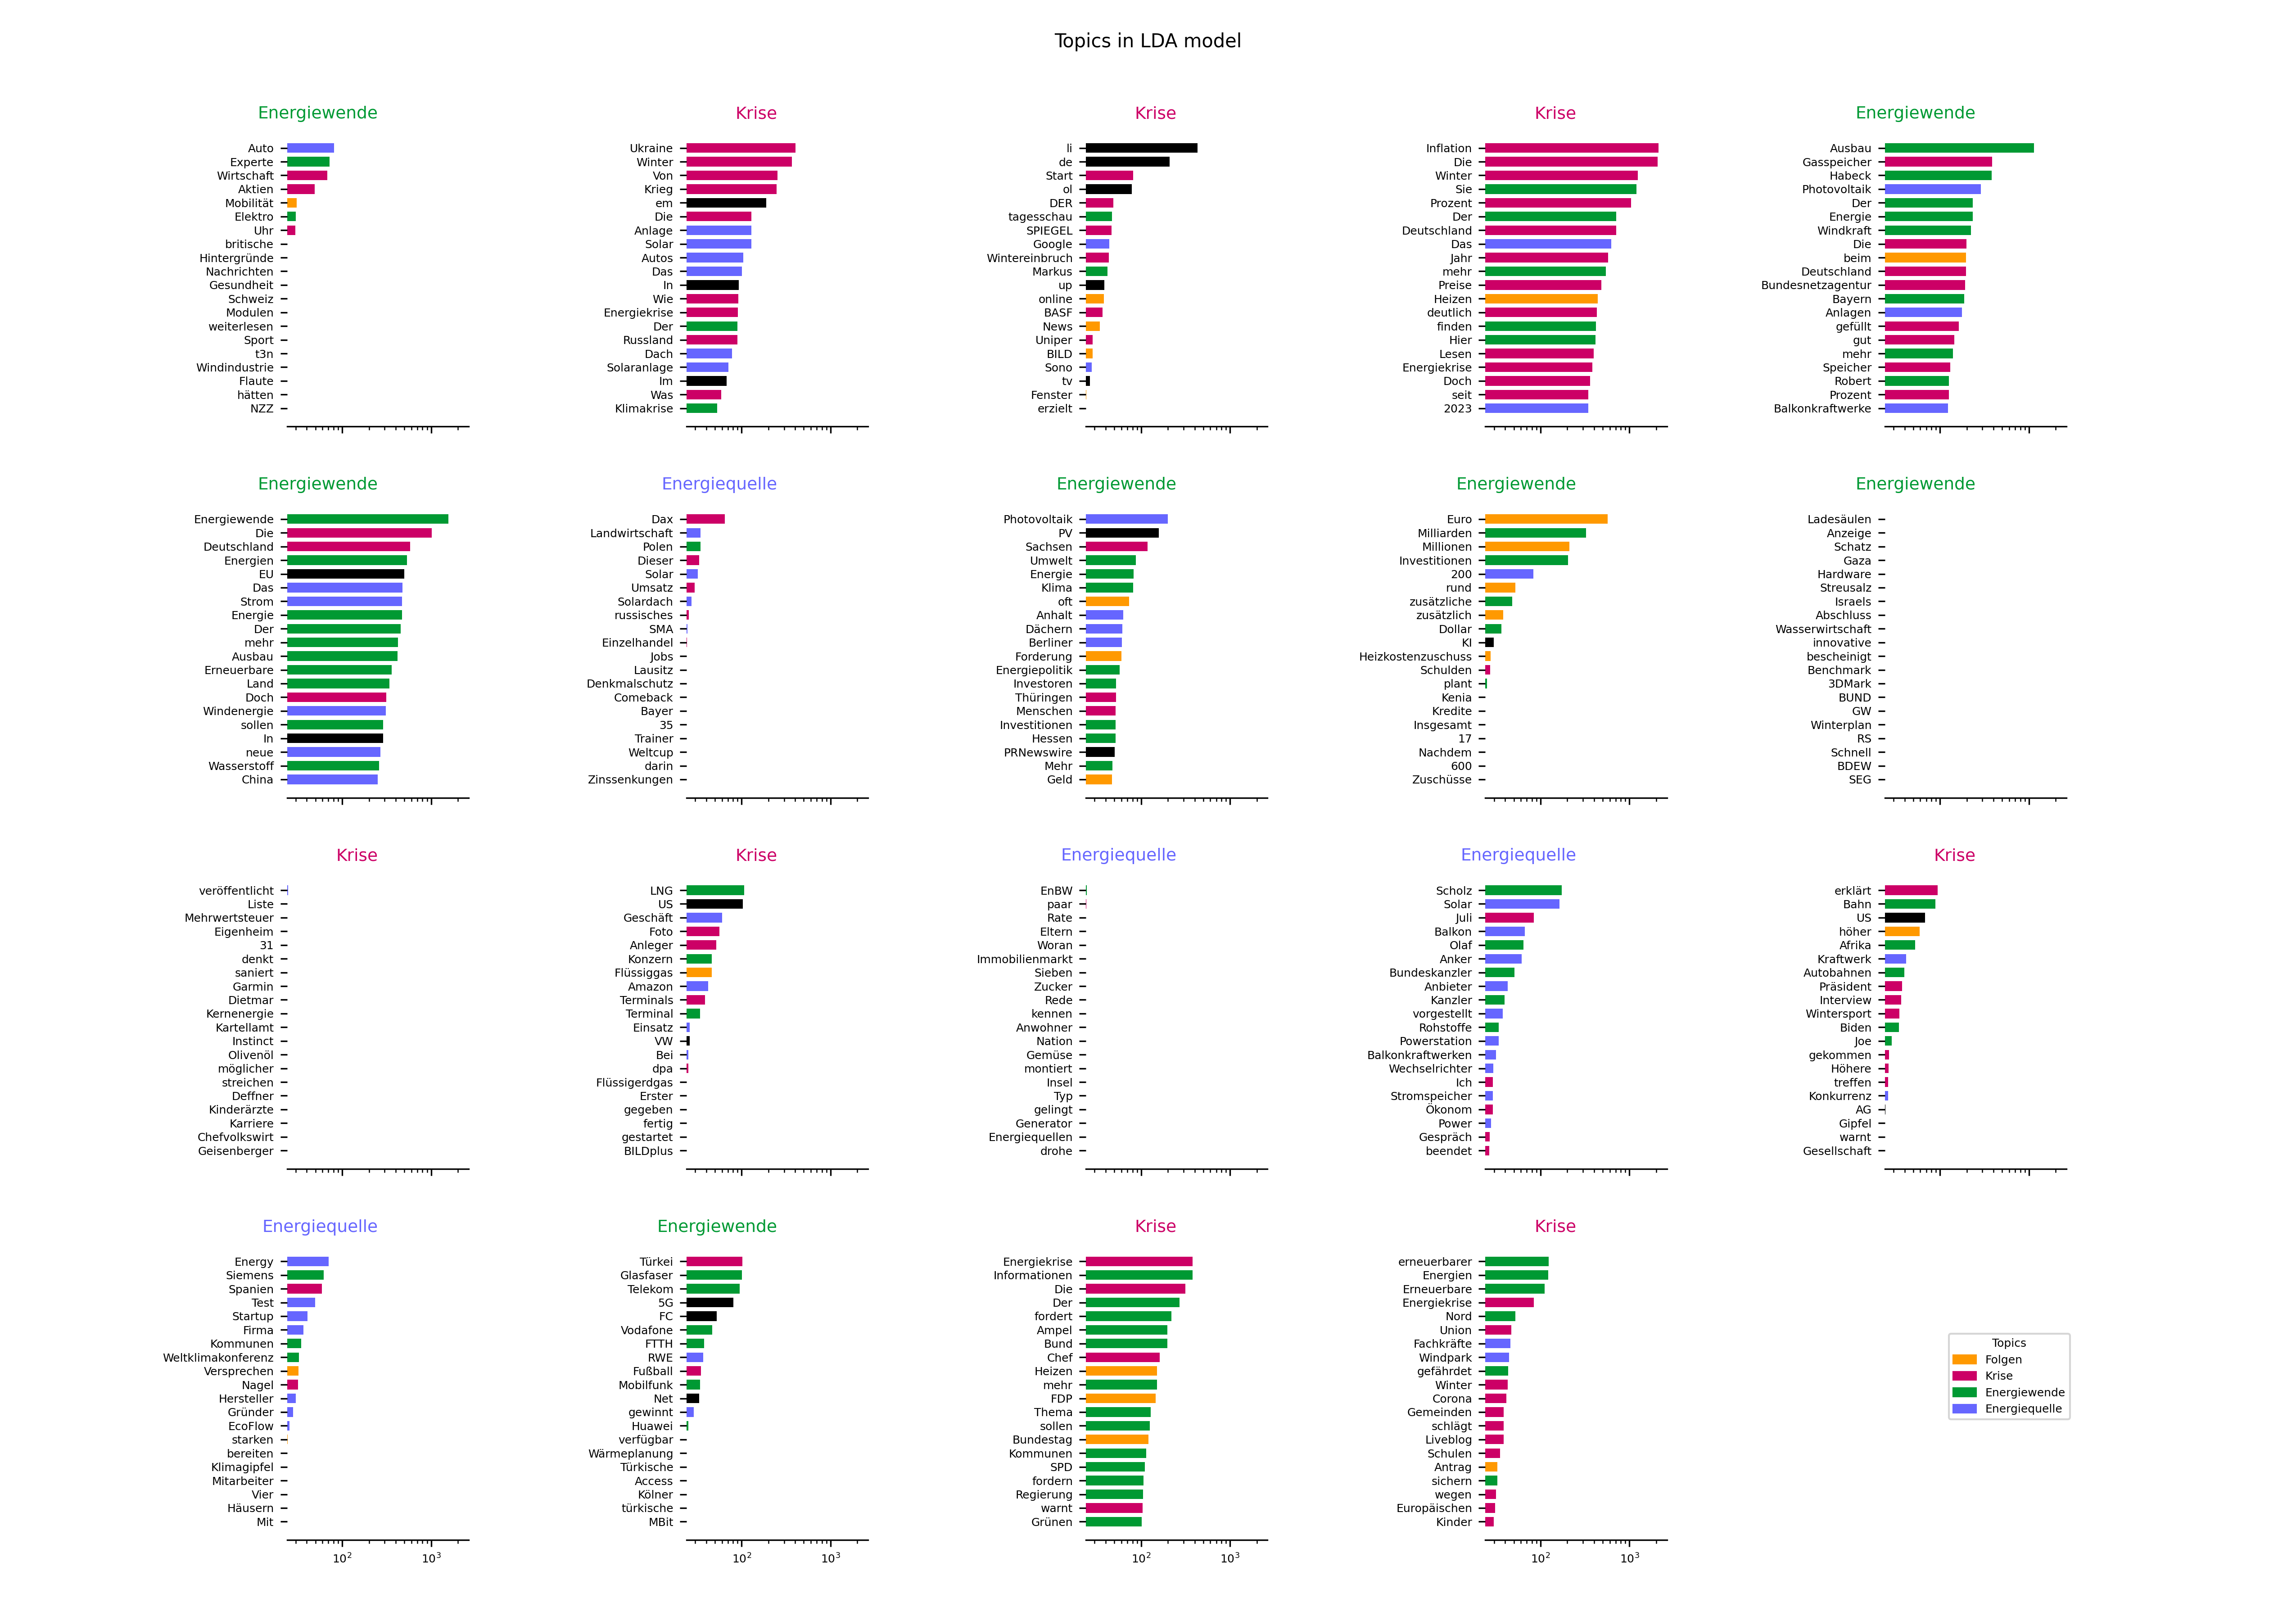 Topics in LDA model
Energiewende
Auto
Experte
Wirtschaft
Aktien
Mobilität
Elektro
Uhr
britische
Hintergründe
Nachrichten
Gesundheit
Schweiz
Modulen
weiterlesen
Sport
t3n
Windindustrie
Flaute
hätten
NZZ
Krise
Ukraine
Winter
Von
Krieg
em
Die
Anlage
Solar
Autos
Das
In
Wie
Energiekrise
Der
Russland
Dach
Solaranlage
Im
Was
Klimakrise
Krise
li
de
Start
ol
DER
tagesschau
SPIEGEL
Google
Wintereinbruch
Markus
up
online
BASF
News
Uniper
BILD
Sono
tv
Fenster
erzielt
Krise
Inflation
Die
Winter
Sie
Prozent
Der
Deutschland
Das
Jahr
mehr
Preise
Heizen
deutlich
finden
Hier
Lesen
Energiekrise
Doch
seit
2023
Energiewende
Ausbau
Gasspeicher
Habeck
Photovoltaik
Der
Energie
Windkraft
Die
beim
Deutschland
Bundesnetzagentur
Bayern
Anlagen
gefüllt
gut
mehr
Speicher
Robert
Prozent
Balkonkraftwerke
Energiewende
Energiewende
Die
Deutschland
Energien
EU
Das
Strom
Energie
Der
mehr
Ausbau
Erneuerbare
Land
Doch
Windenergie
sollen
In
neue
Wasserstoff
China
Energiequelle
Dax
Landwirtschaft
Polen
Dieser
Solar
Umsatz
Solardach
russisches
SMA
Einzelhandel
Jobs
Lausitz
Denkmalschutz
Comeback
Bayer
35
Trainer
Weltcup
darin
Zinssenkungen
Energiewende
Photovoltaik
PV
Sachsen
Umwelt
Energie
Klima
oft
Anhalt
Dächern
Berliner
Forderung
Energiepolitik
Investoren
Thüringen
Menschen
Investitionen
Hessen
PRNewswire
Mehr
Geld
Energiewende
Euro
Milliarden
Millionen
Investitionen
200
rund
zusätzliche
zusätzlich
Dollar
KI
Heizkostenzuschuss
Schulden
plant
Kenia
Kredite
Insgesamt
17
Nachdem
600
Zuschüsse
Energiewende
Ladesäulen
Anzeige
Schatz
Gaza
Hardware
Streusalz
Israels
Abschluss
Wasserwirtschaft
innovative
bescheinigt
Benchmark
3DMark
BUND
GW
Winterplan
RS
Schnell
BDEW
SEG
Krise
veröffentlicht
Liste
Mehrwertsteuer
Eigenheim
31
denkt
saniert
Garmin
Dietmar
Kernenergie
Kartellamt
Instinct
Olivenöl
möglicher
streichen
Deffner
Kinderärzte
Karriere
Chefvolkswirt
Geisenberger
Krise
LNG
US
Geschäft
Foto
Anleger
Konzern
Flüssiggas
Amazon
Terminals
Terminal
Einsatz
VW
Bei
dpa
Flüssigerdgas
Erster
gegeben
fertig
gestartet
BILDplus
Energiequelle
EnBW
paar
Rate
Eltern
Woran
Immobilienmarkt
Sieben
Zucker
Rede
kennen
Anwohner
Nation
Gemüse
montiert
Insel
Typ
gelingt
Generator
Energiequellen
drohe
Energiequelle
Scholz
Solar
Juli
Balkon
Olaf
Anker
Bundeskanzler
Anbieter
Kanzler
vorgestellt
Rohstoffe
Powerstation
Balkonkraftwerken
Wechselrichter
Ich
Stromspeicher
Ökonom
Power
Gespräch
beendet
Krise
erklärt
Bahn
US
höher
Afrika
Kraftwerk
Autobahnen
Präsident
Interview
Wintersport
Biden
Joe
gekommen
Höhere
treffen
Konkurrenz
AG
Gipfel
warnt
Gesellschaft
Energiequelle
Energy
Siemens
Spanien
Test
Startup
Firma
Kommunen
Weltklimakonferenz
Versprechen
Nagel
Hersteller
Gründer
EcoFlow
starken
bereiten
Klimagipfel
Mitarbeiter
Vier
Häusern
Mit
10² 10³
Energiewende
Türkei
Glasfaser
Telekom
5G
FC
Vodafone
FTTH
RWE
Fußball
Mobilfunk
Net
gewinnt
Huawei
verfügbar
Wärmeplanung
Türkische
Access
Kölner
türkische
MBit
10² 10³
Krise
Energiekrise
Informationen
Die
Der
fordert
Ampel
Bund
Chef
Heizen
mehr
FDP
Thema
sollen
Bundestag
Kommunen
SPD
fordern
Regierung
warnt
Grünen
10² 10³
Krise
erneuerbarer
Energien
Erneuerbare
Energiekrise
Nord
Union
Fachkräfte
Windpark
gefährdet
Winter
Corona
Gemeinden
schlägt
Liveblog
Schulen
Antrag
sichern
wegen
Europäischen
Kinder
10² 10³
Topics
Folgen
Krise
Energiewende
Energiequelle